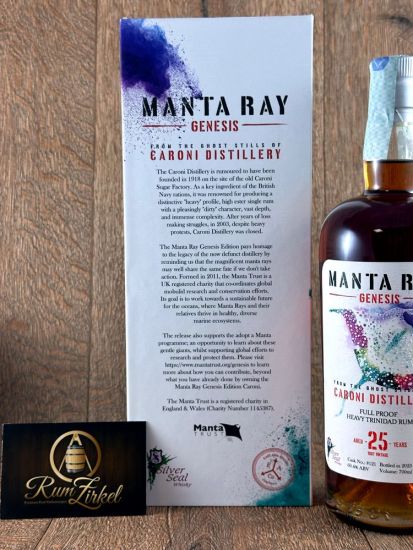 MANTA RAY
GENESIS
FROM THE GHOST STILLS OF
CARONI DISTILLERY
The Caroni Distillery is rumoured to have been
founded in 1918 on the site of the old Caroni
Sugar Factory. As a key ingredient of the British
Navy rations, it was renowned for producing a
distinctive 'heavy' profile, high ester single rum
with a pleasingly 'dirty' character, vast depth,
and immense complexity. After years of loss
making struggles, in 2003, despite heavy
protests, Caroni Distillery was closed.
The Manta Ray Genesis Edition pays homage
to the legacy of the now defunct distillery by
reminding us that the magnificent manta rays
may well share the same fate if we don't take
action. Formed in 2011, the Manta Trust is a
UK registered charity that co-ordinates global
mobulid research and conservation efforts.
Its goal is to work towards a sustainable future
for the oceans, where Manta Rays and their
relatives thrive in healthy, diverse
marine ecosystems.
The release also supports the adopt a Manta
programme; an opportunity to learn about these
gentle giants, whilst supporting global efforts to
research and protect them. Please visit
https://www.mantatrust.org/genesis to learn
more about how you can contribute, beyond
what you have already done by owning the
Manta Ray Genesis Edition Caroni.
The Manta Trust is a registered charity in
England & Wales (Charity Number 1145387).
Manta
TRUST
Silver
Seal
Whisky
RumZirkel
MANTA RA
GENESIS
FROM THE GHOST
CARONI DISTILL
FULL PROOF
HEAVY TRINIDAD RUM
AGED 25 YEARS
1997 VINTAGE
Bottled in 2023
Volume: 700ml
Silver
Seal